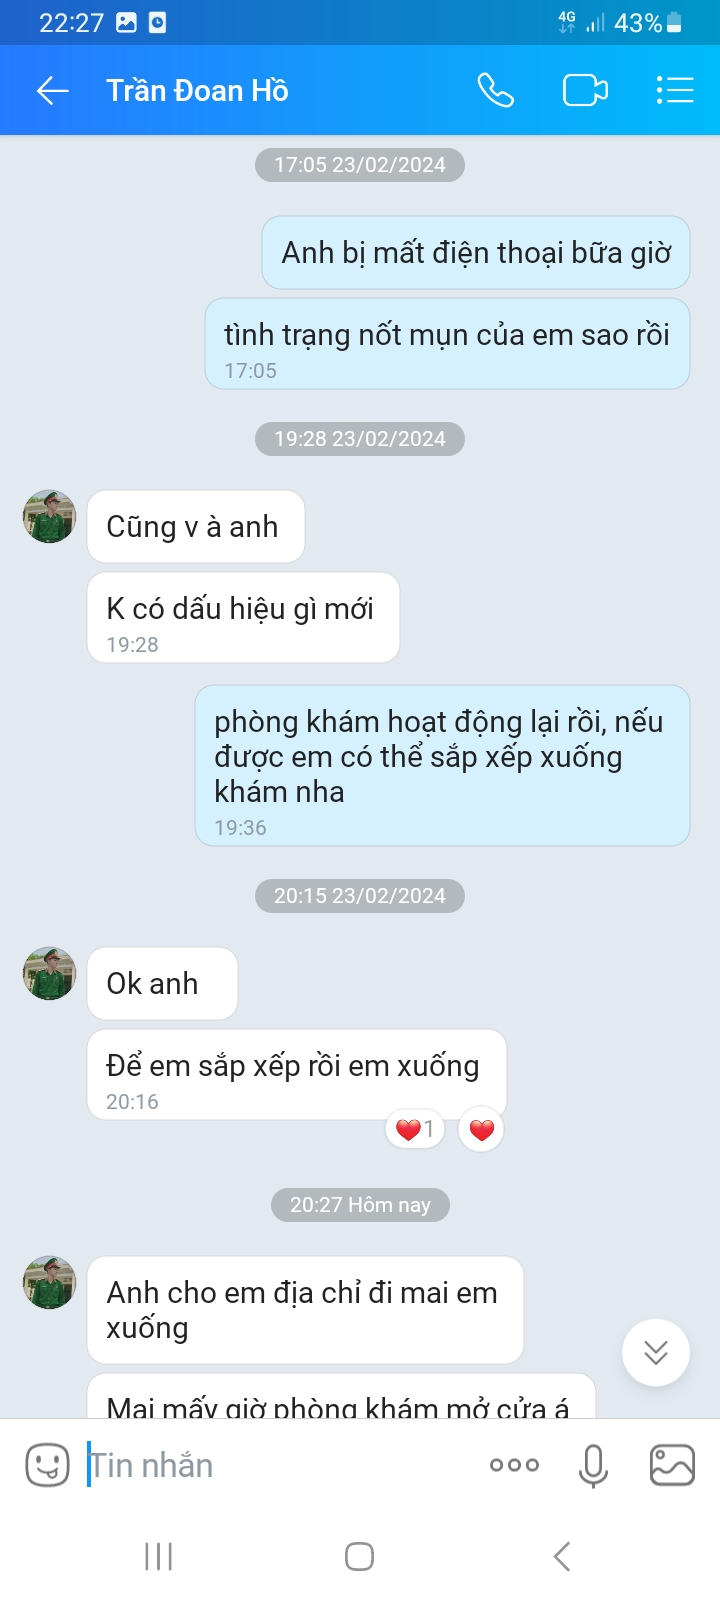 22:27
4G
43%
Trần Đoan Hồ
17:05 23/02/2024
Anh bị mất điện thoại bữa giờ
tình trạng nốt mụn của em sao rồi
17:05
19:28 23/02/2024
Cũng v à anh
K có dấu hiệu gì mới
19:28
phòng khám hoạt động lại rồi, nếu
được em có thể sắp xếp xuống
khám nha
19:36
20:15 23/02/2024
Ok anh
Để em sắp xếp rồi em xuống
20:16
1
20:27 Hôm nay
Anh cho em địa chỉ đi mai em
xuống
Mai mấy giờ phòng khám mở cửa á
Tin nhắn